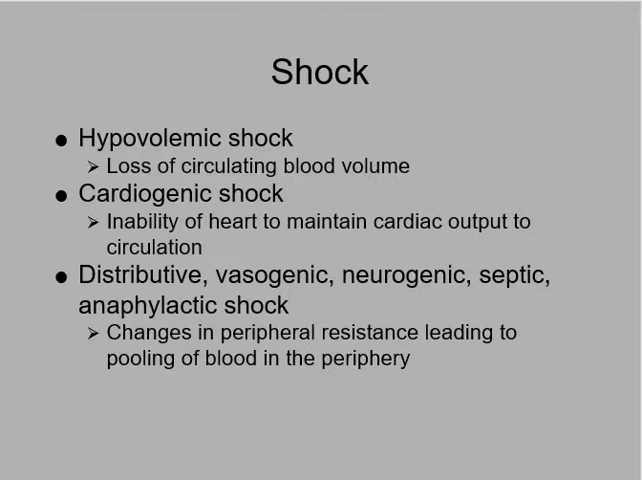 Shock
● Hypovolemic shock
➢ Loss of circulating blood volume
● Cardiogenic shock
➢ Inability of heart to maintain cardiac output to
circulation
● Distributive, vasogenic, neurogenic, septic,
anaphylactic shock
➢ Changes in peripheral resistance leading to
pooling of blood in the periphery